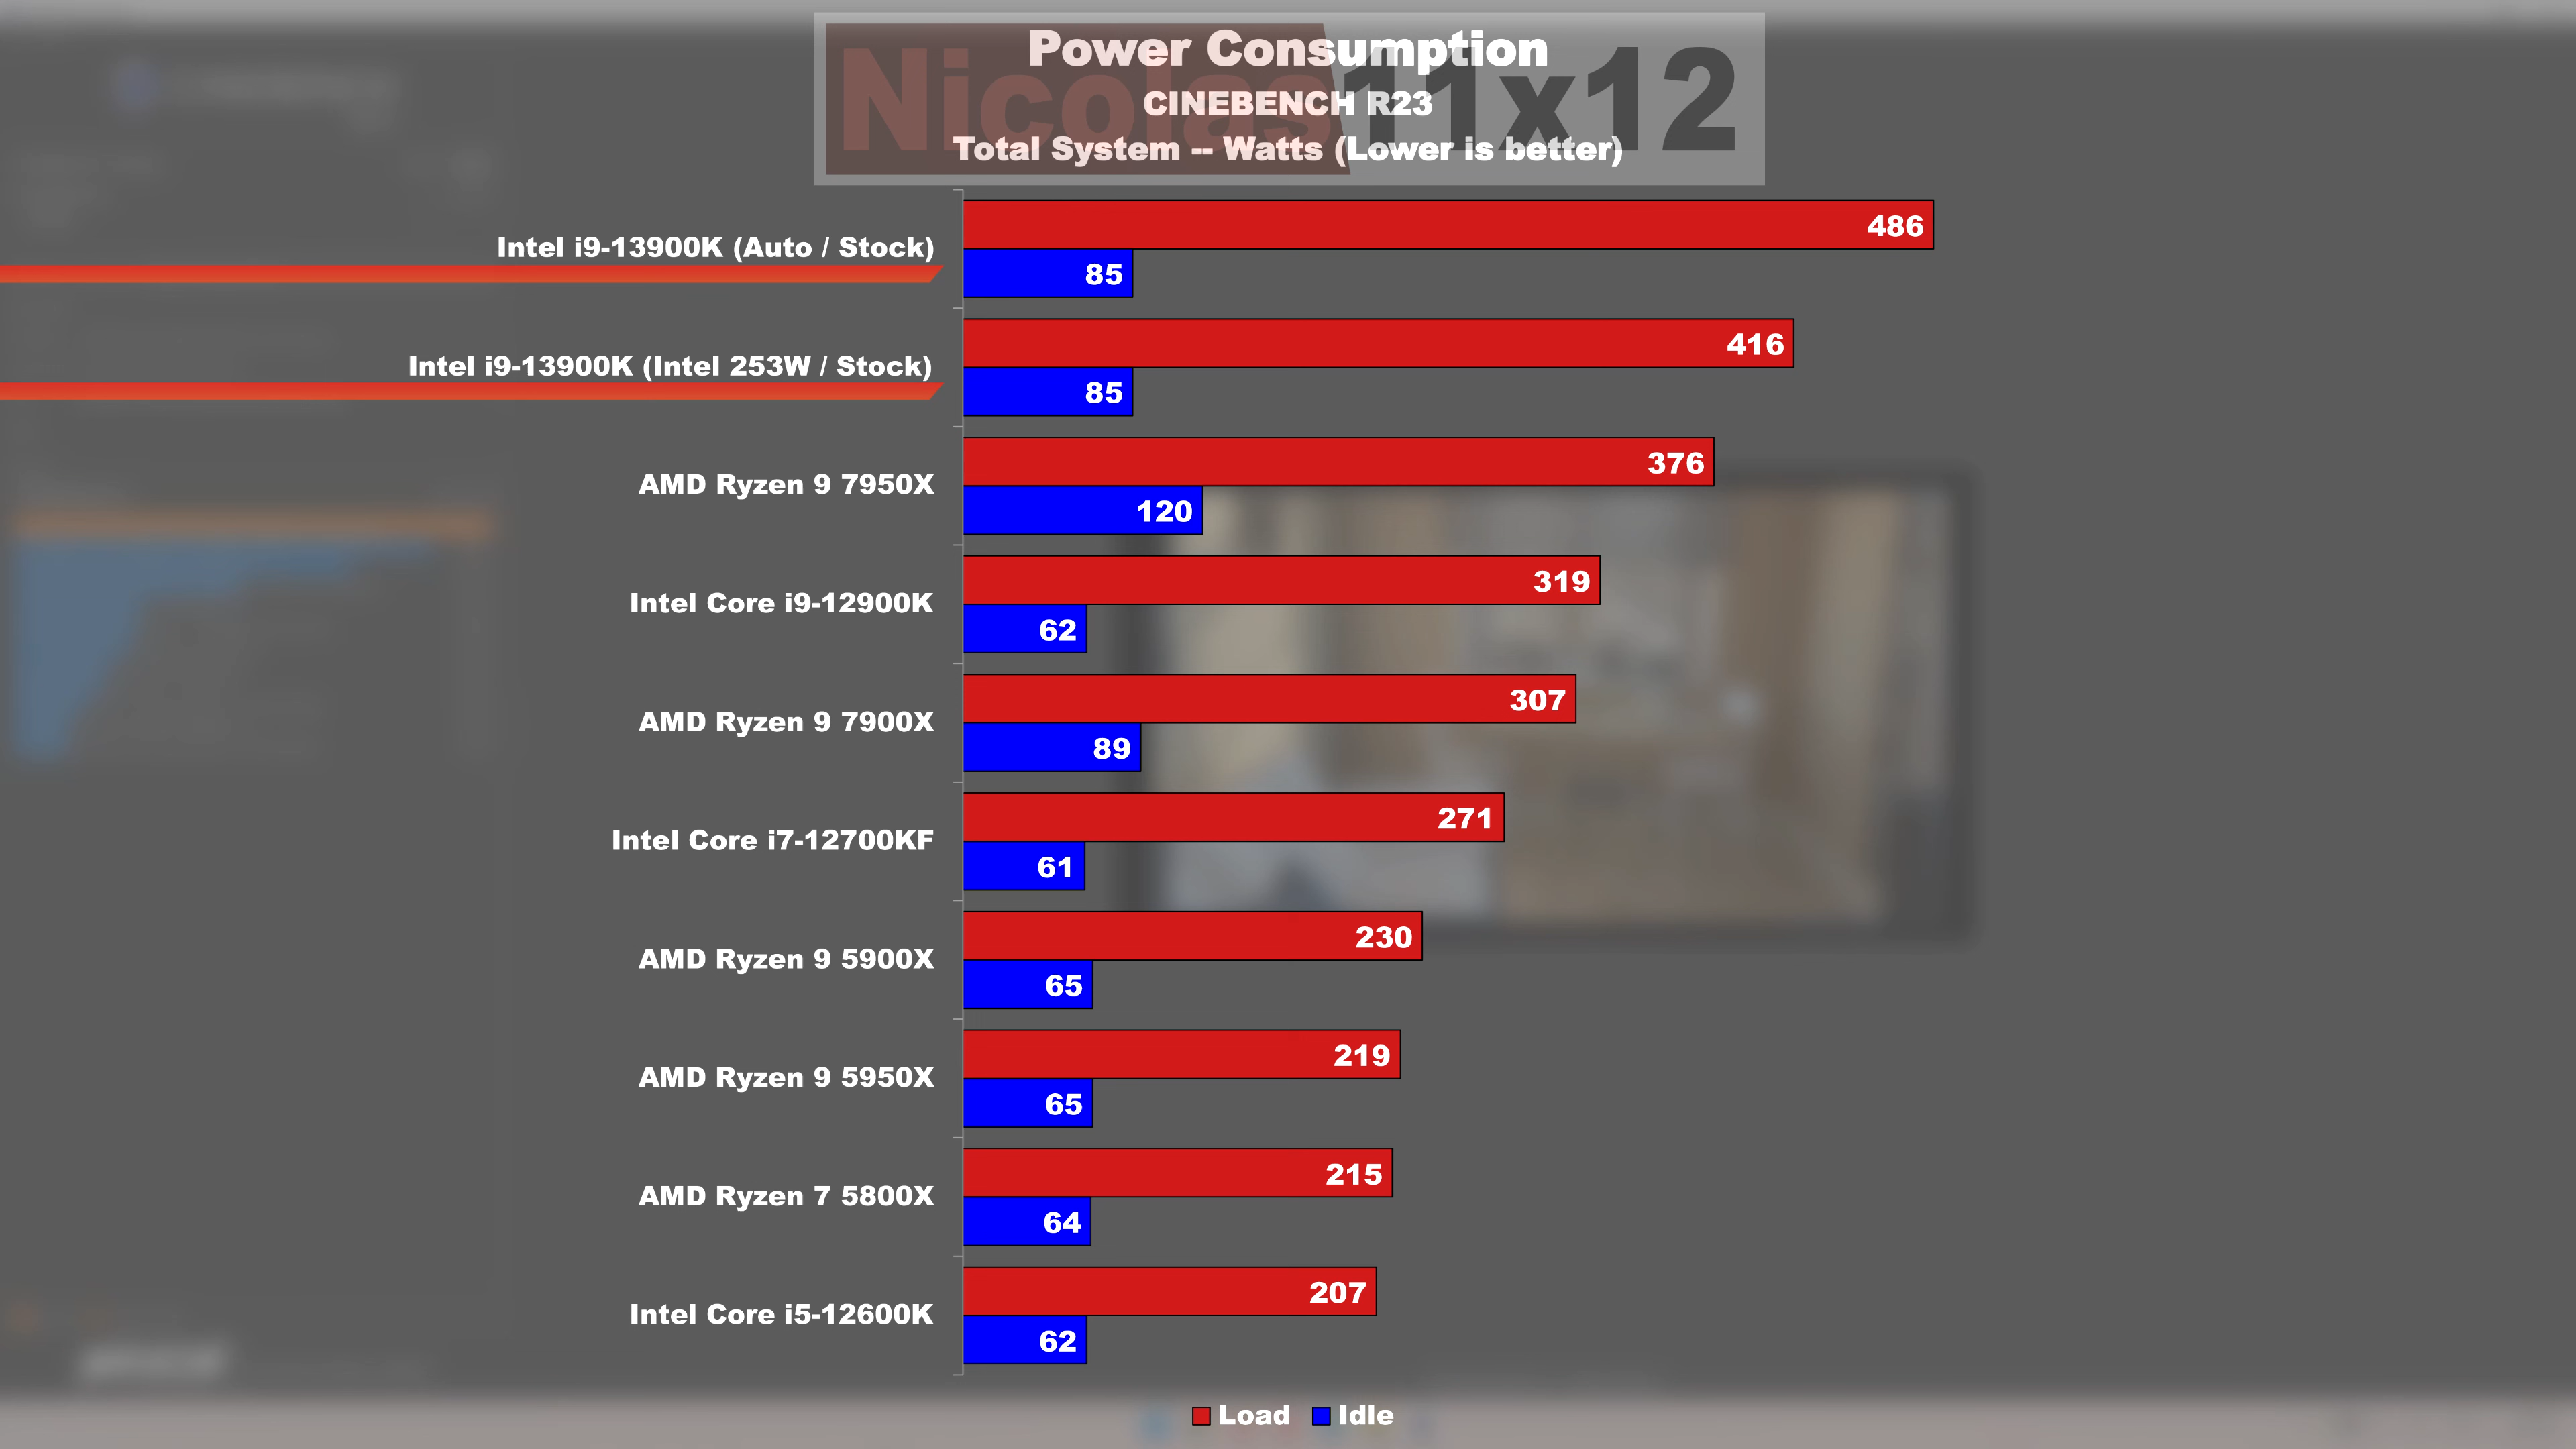 Nicolas11x12
Power Consumption
CINEBENCH R23
Total System -- Watts (Lower is better)
Intel i9-13900K (Auto / Stock)
486
85
Intel i9-13900K (Intel 253W / Stock)
416
85
AMD Ryzen 9 7950X
376
120
Intel Core i9-12900K
319
62
AMD Ryzen 9 7900X
307
89
Intel Core i7-12700KF
271
61
AMD Ryzen 9 5900X
230
65
AMD Ryzen 9 5950X
219
65
AMD Ryzen 7 5800X
215
64
Intel Core i5-12600K
207
62
Load Idle